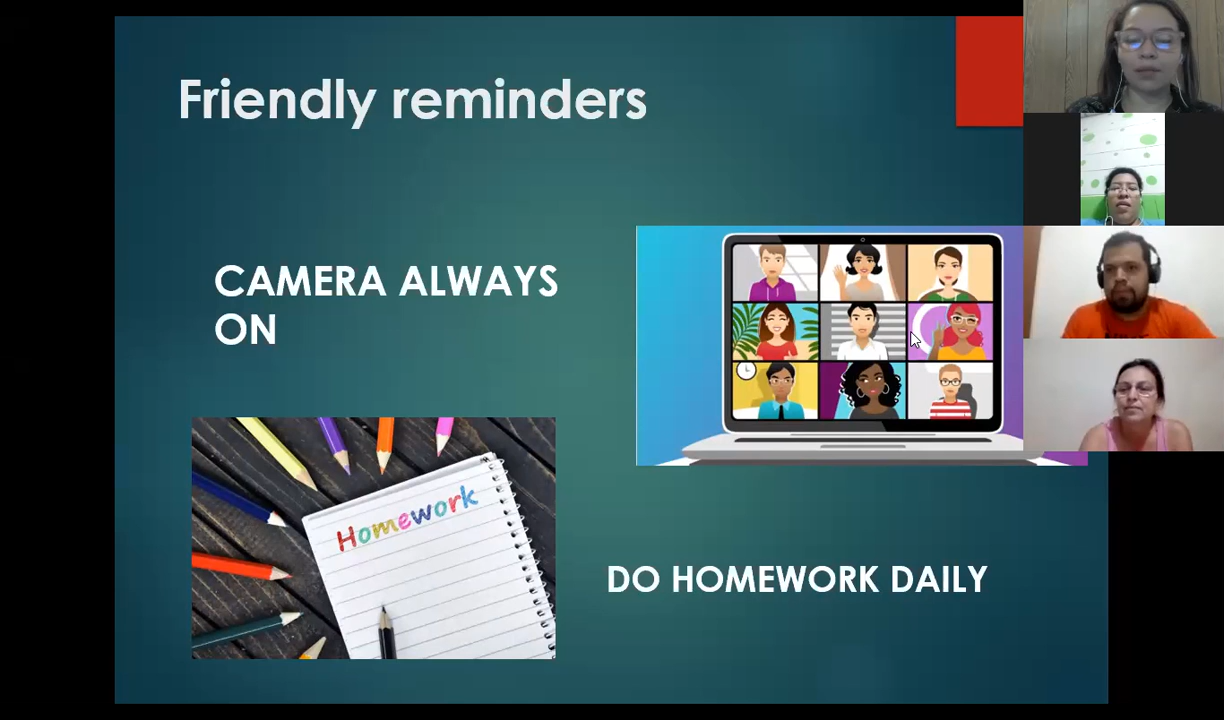 Friendly reminders
CAMERA ALWAYS
ON
Homework
DO HOMEWORK DAILY